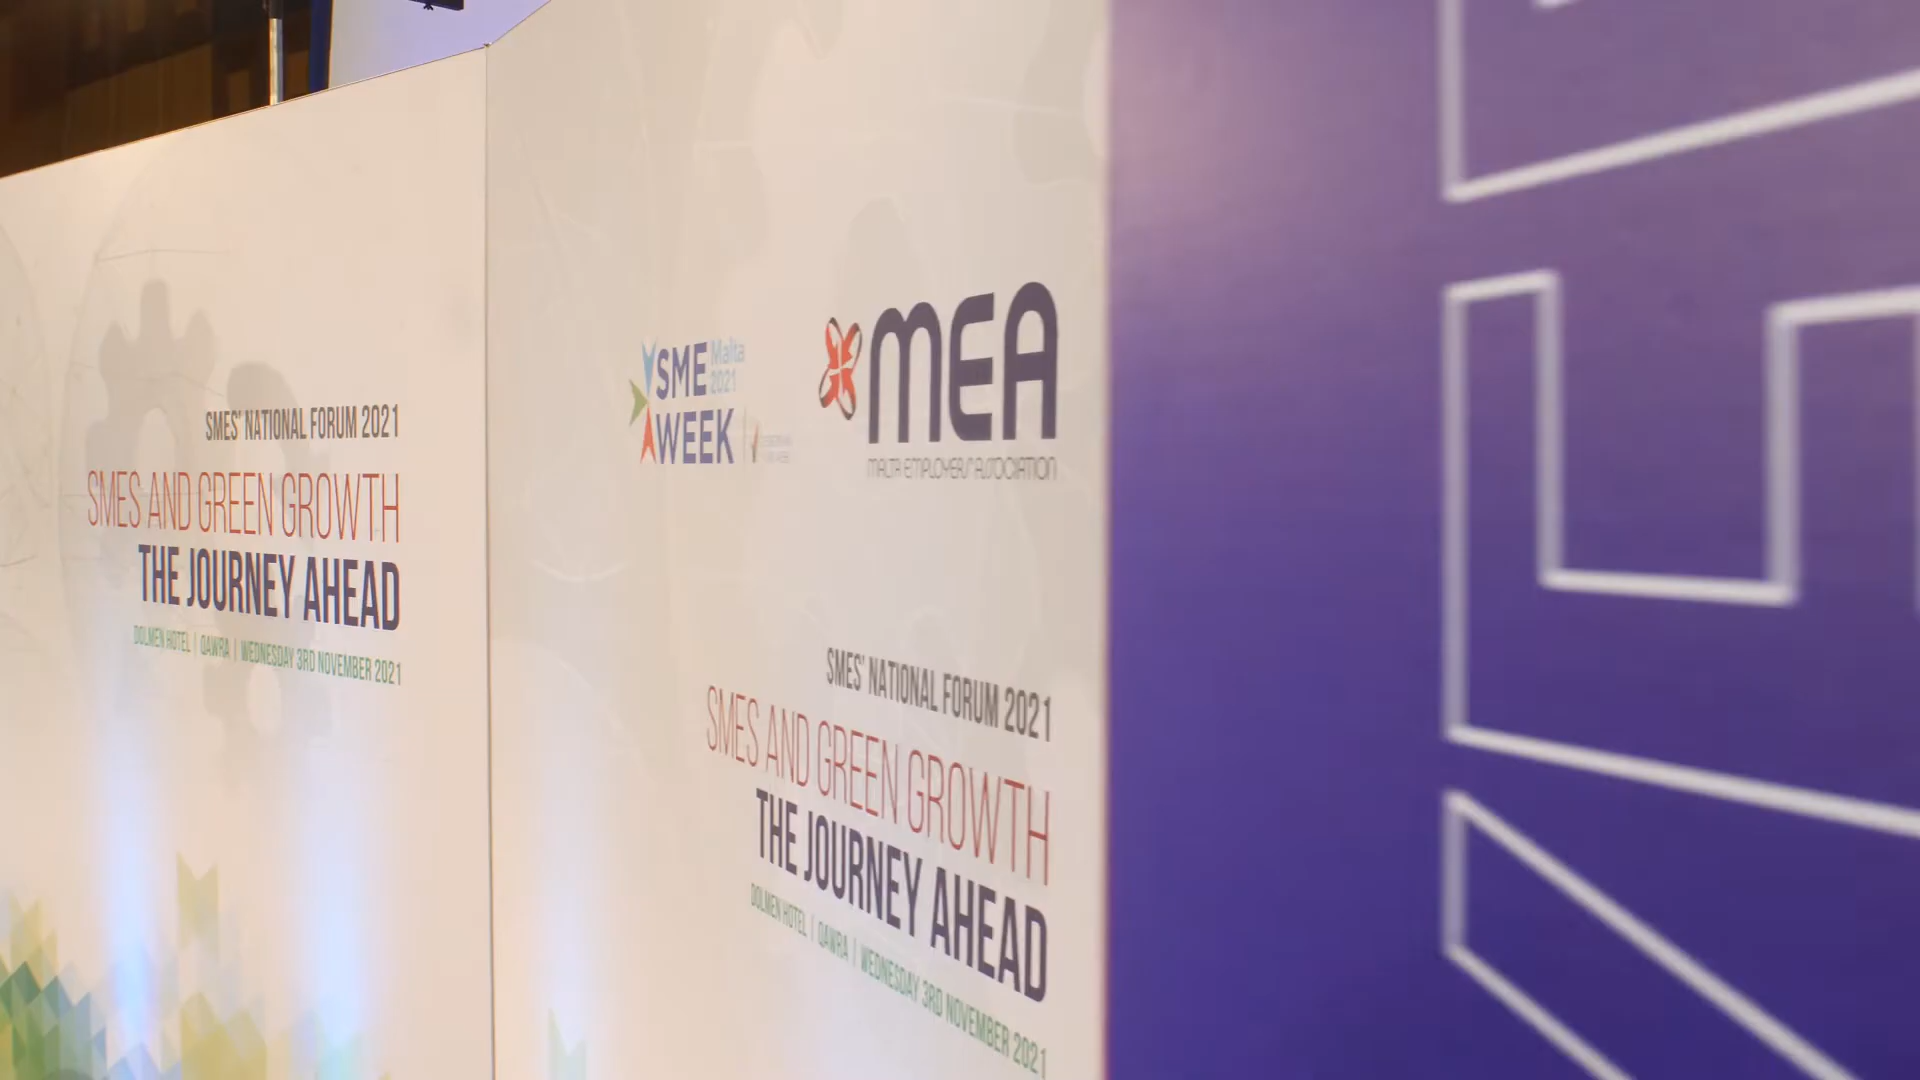 SMES' NATIONAL FORUM 2021
SMES AND GREEN GROWTH
THE JOURNEY AHEAD
DOLMEN HOTEL | QAWRA | WEDNESDAY 3RD NOVEMBER 2021
SME Malta 2021
WEEK
MEA
MALTA EMPLOYERS' ASSOCIATION
SMES' NATIONAL FORUM 2021
SMES AND GREEN GROWTH
THE JOURNEY AHEAD
DOLMEN HOTEL | QAWRA | WEDNESDAY 3RD NOVEMBER 2021